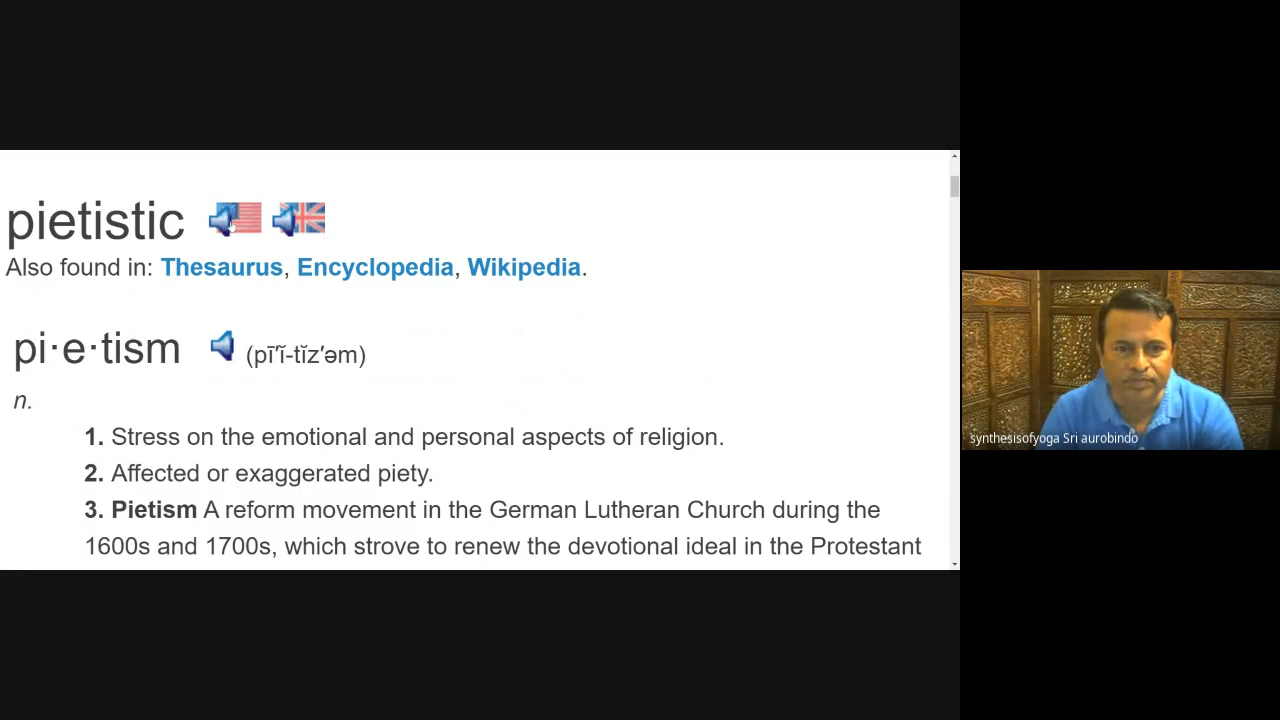 pietistic
Also found in: Thesaurus, Encyclopedia, Wikipedia.
pi·e·tism (pī′ĭ-tĭz′əm)
n.
1. Stress on the emotional and personal aspects of religion.
2. Affected or exaggerated piety.
3. Pietism A reform movement in the German Lutheran Church during the
1600s and 1700s, which strove to renew the devotional ideal in the Protestant
synthesisofyoga Sri aurobindo